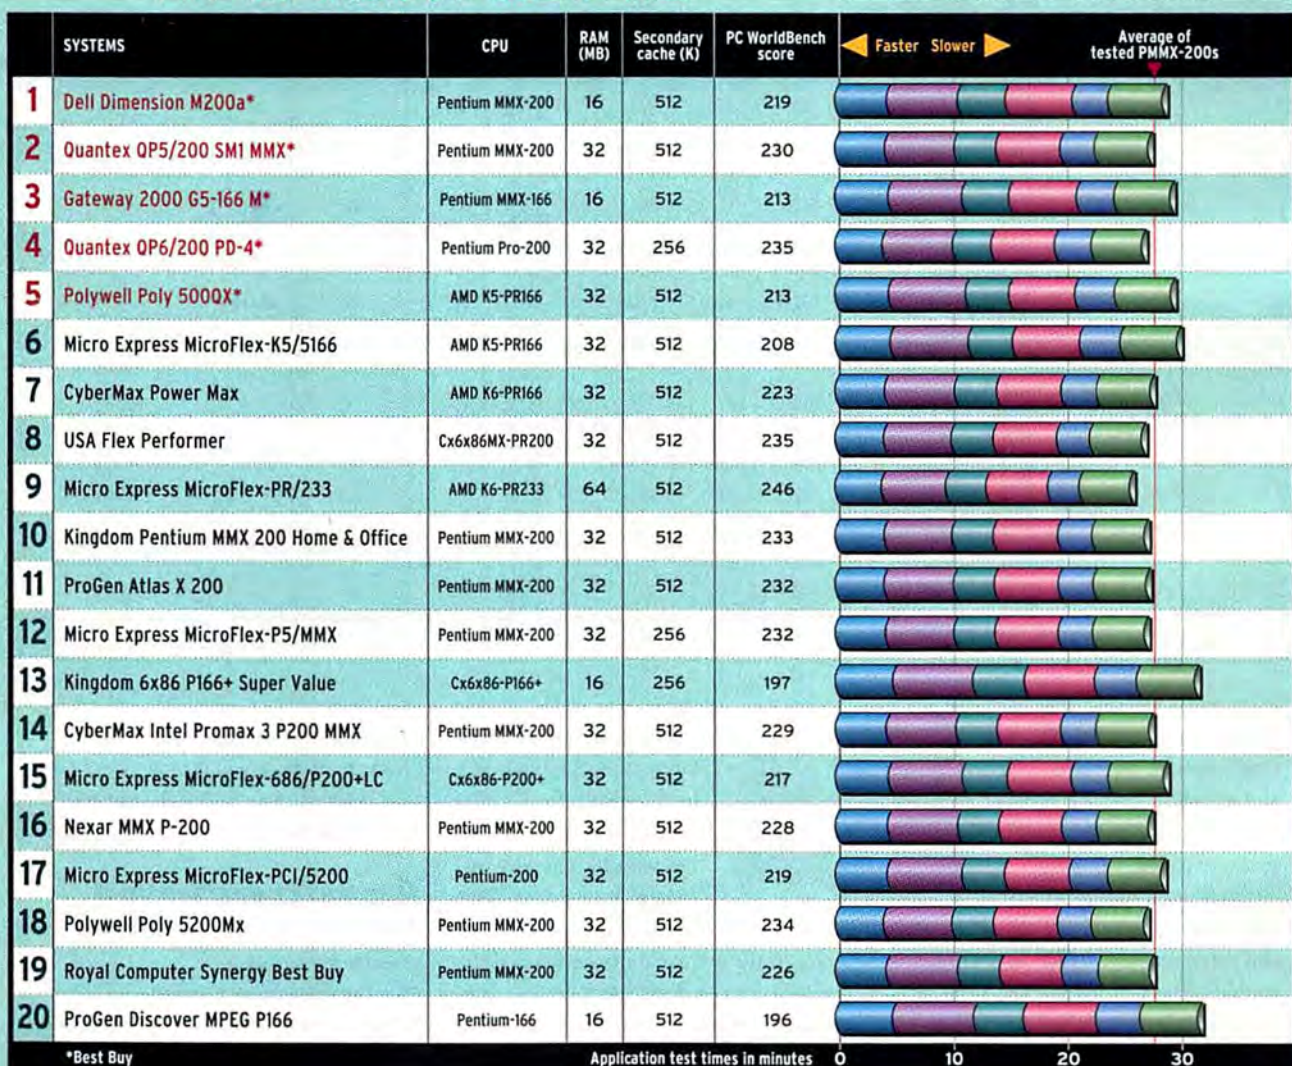 SYSTEMS CPU RAM (MB) Secondary cache (K) PC WorldBench score Faster Slower Average of tested PMMX-200s
1 Dell Dimension M200a* Pentium MMX-200 16 512 219
2 Quantex QP5/200 SM1 MMX* Pentium MMX-200 32 512 230
3 Gateway 2000 G5-166 M* Pentium MMX-166 16 512 213
4 Quantex QP6/200 PD-4* Pentium Pro-200 32 256 235
5 Polywell Poly 500QX* AMD K5-PR166 32 512 213
6 Micro Express MicroFlex-K5/5166 AMD K5-PR166 32 512 208
7 CyberMax Power Max AMD K6-PR166 32 512 223
8 USA Flex Performer Cx6x86MX-PR200 32 512 235
9 Micro Express MicroFlex-PR/233 AMD K6-PR233 64 512 246
10 Kingdom Pentium MMX 200 Home & Office Pentium MMX-200 32 512 233
11 ProGen Atlas X 200 Pentium MMX-200 32 512 232
12 Micro Express MicroFlex-P5/MMX Pentium MMX-200 32 256 232
13 Kingdom 6x86 P166+ Super Value Cx6x86-P166+ 16 256 197
14 CyberMax Intel Promax 3 P200 MMX Pentium MMX-200 32 512 229
15 Micro Express MicroFlex-686/P200+LC Cx6x86-P200+ 32 512 217
16 Nexar MMX P-200 Pentium MMX-200 32 512 228
17 Micro Express MicroFlex-PCI/5200 Pentium-200 32 512 219
18 Polywell Poly 5200Mx Pentium MMX-200 32 512 234
19 Royal Computer Synergy Best Buy Pentium MMX-200 32 512 226
20 ProGen Discover MPEG P166 Pentium-166 16 512 196
*Best Buy Application test times in minutes 0 10 20 30